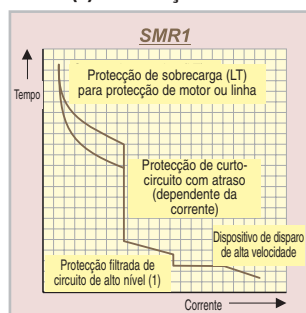 SMR1
Protecção de sobrecarga (LT)
para protecção de motor ou linha
Tempo
Protecção de curto-
circuito com atraso
(dependente da
corrente)
Dispositivo de disparo
de alta velocidade
Protecção filtrada de
circuito de alto nível (1)
Corrente